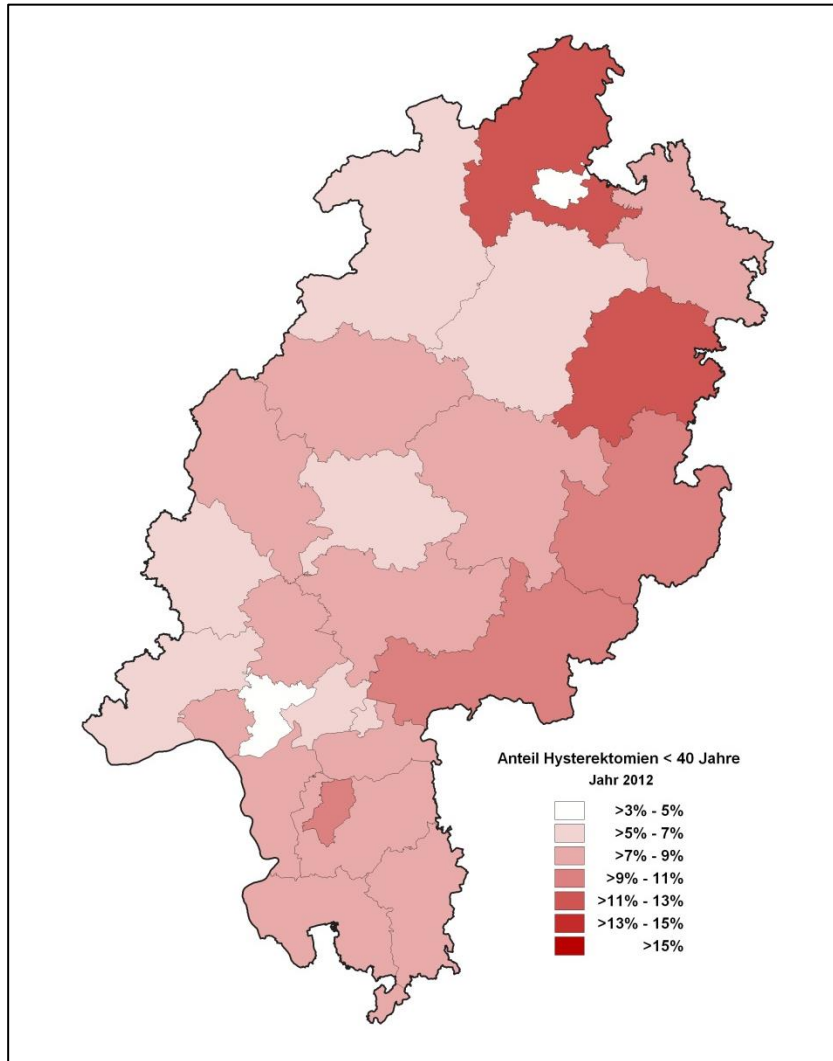 Anteil Hysterektomien < 40 Jahre
Jahr 2012
>3% - 5%
>5% - 7%
>7% - 9%
>9% - 11%
>11% - 13%
>13% - 15%
>15%